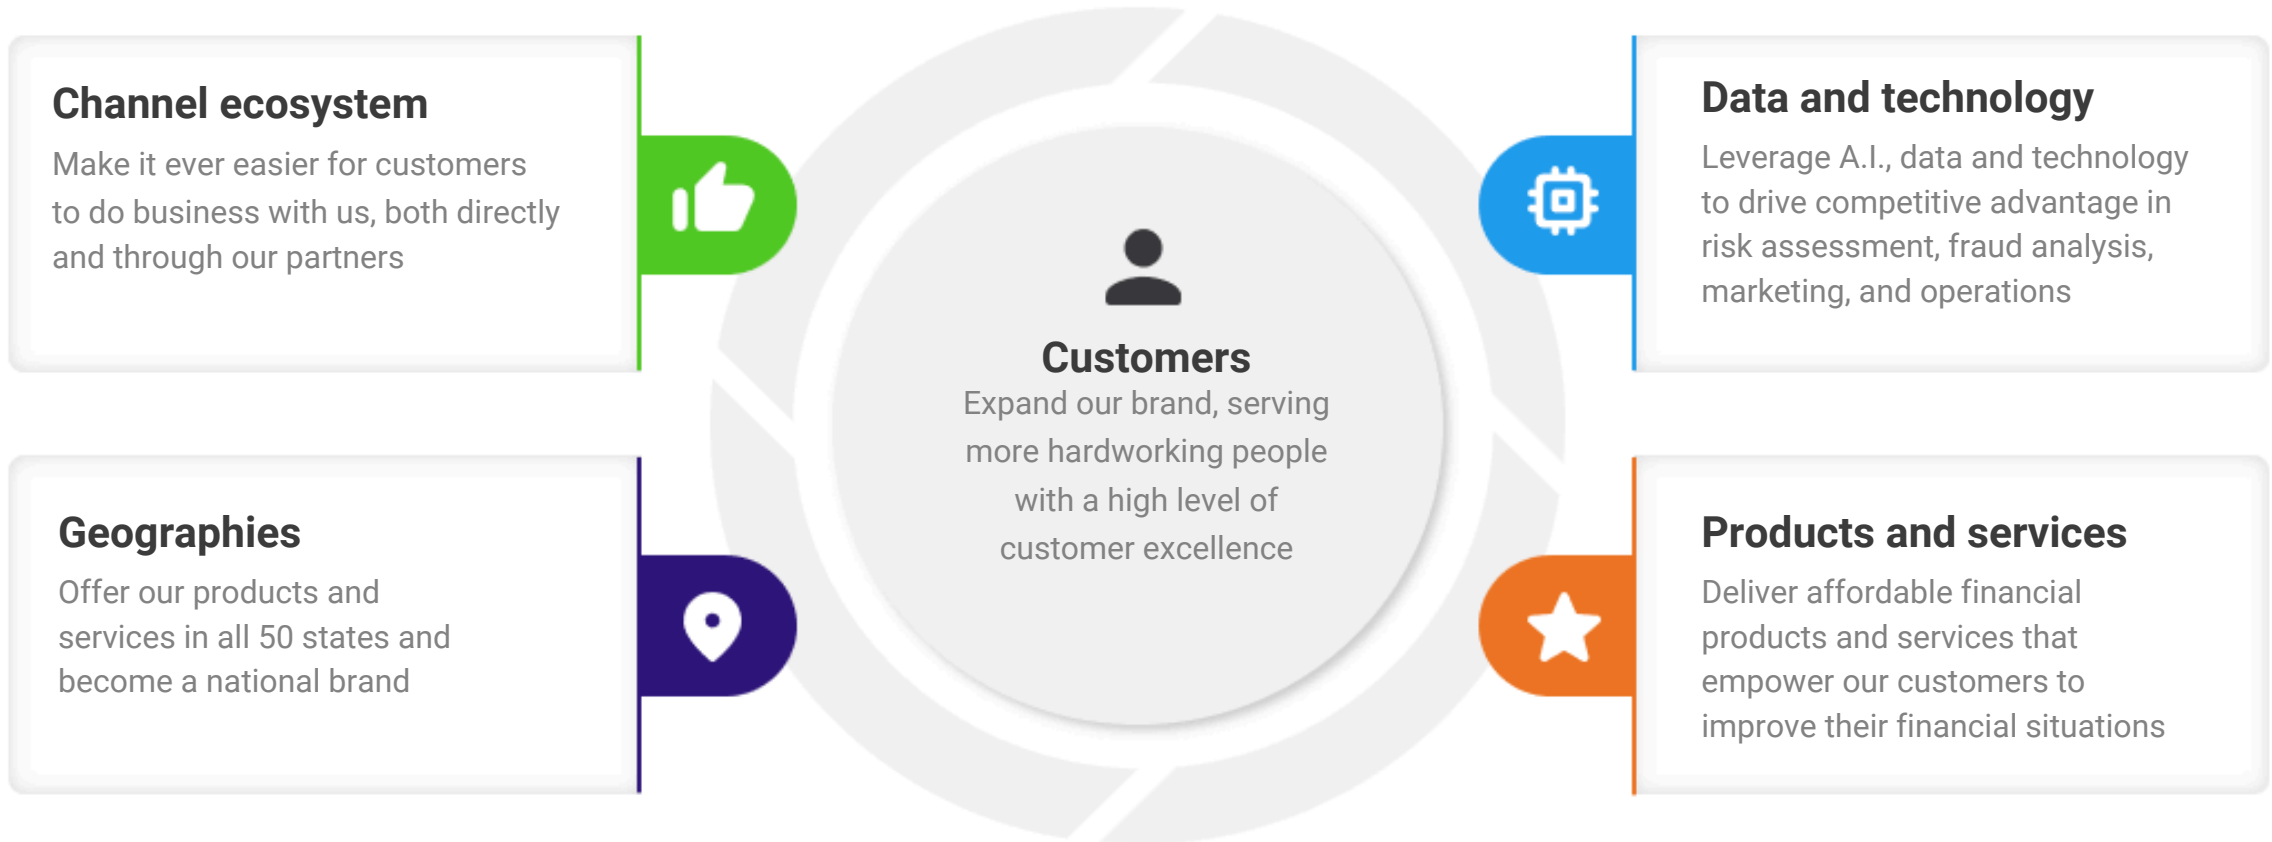 Channel ecosystem
Make it ever easier for customers
to do business with us, both directly
and through our partners
Geographies
Offer our products and
services in all 50 states and
become a national brand
Customers
Expand our brand, serving
more hardworking people
with a high level of
customer excellence
Data and technology
Leverage A.I., data and technology
to drive competitive advantage in
risk assessment, fraud analysis,
marketing, and operations
Products and services
Deliver affordable financial
products and services that
empower our customers to
improve their financial situations